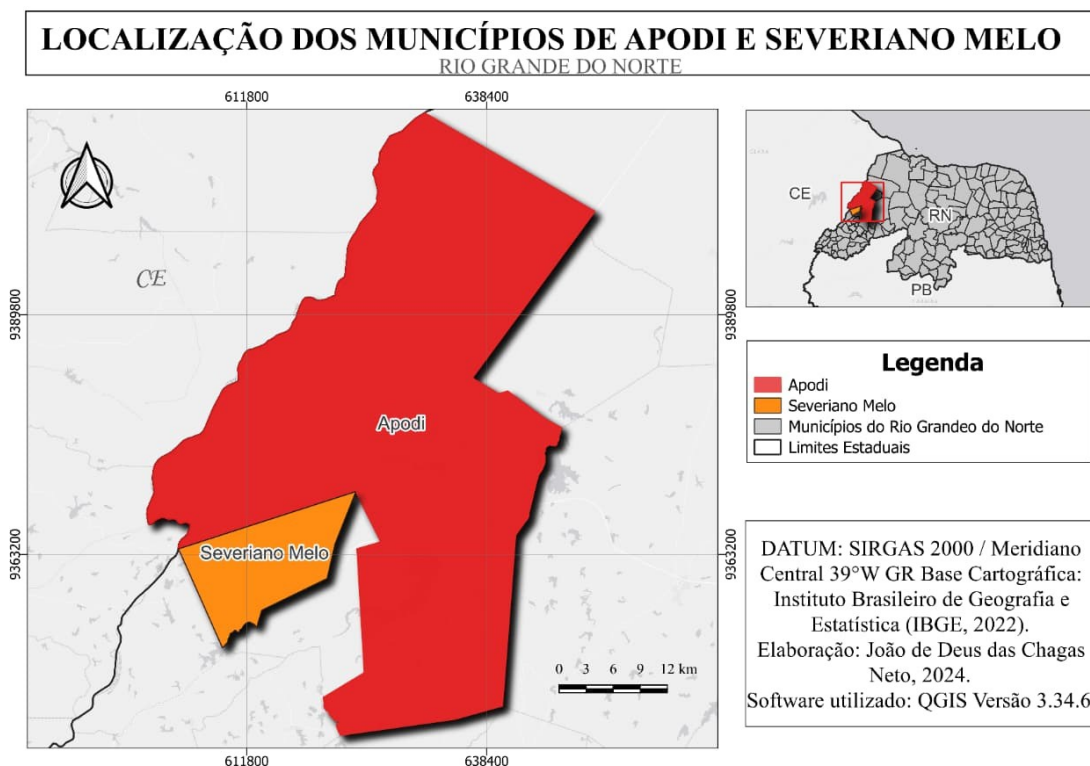 LOCALIZAÇÃO DOS MUNICÍPIOS DE APODI E SEVERIANO MELO
RIO GRANDE DO NORTE
611800
638400
9389800
9389800
CE
Apodi
Severiano Melo
9363200
9363200
0 3 6 9 12 km
611800
638400
CE
RN
PB
Legenda
Apodi
Severiano Melo
Municípios do Rio Grandeo do Norte
Limites Estaduais
DATUM: SIRGAS 2000 / Meridiano
Central 39°W GR Base Cartográfica:
Instituto Brasileiro de Geografia e
Estatística (IBGE, 2022).
Elaboração: João de Deus das Chagas
Neto, 2024.
Software utilizado: QGIS Versão 3.34.6